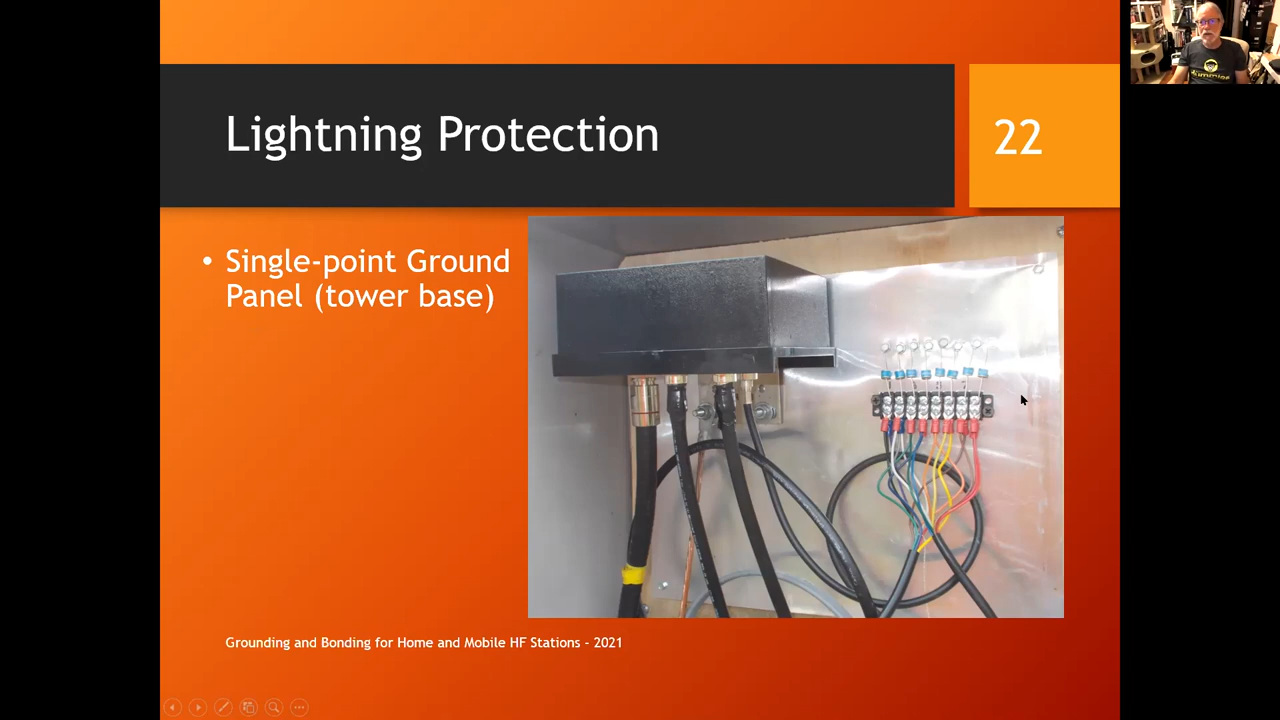 Lightning Protection
22
• Single-point Ground
Panel (tower base)
Grounding and Bonding for Home and Mobile HF Stations - 2021
dummies